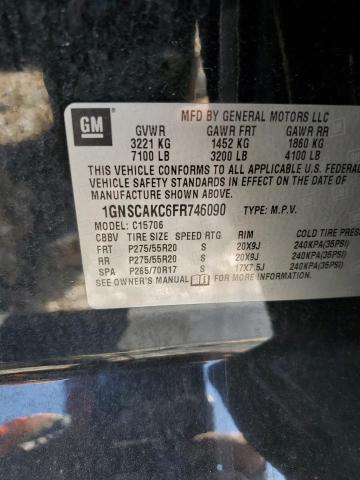 MFD BY GENERAL MOTORS LLC
GM
GVWR GAWR FRT GAWR RR
3221 KG 1452 KG 1860 KG
7100 LB 3200 LB 4100 LB
THIS VEHICLE CONFORMS TO ALL APPLICABLE U.S. FEDERAL
VEHICLE SAFETY STANDARDS IN EFFECT ON THE DATE OF
MANUFACTURE SHOWN ABOVE.
1GNSCAKC6FR746090 TYPE: M.P.V.
MODEL: C15706
CBBV TIRE SIZE SPEED RTG RIM COLD TIRE PRES
FRT P275/55R20 S 20X9J 240KPA(35PSI)
RR P275/55R20 S 20X9J 240KPA(35PSI)
SPA P265/70R17 S 17X7.5J 240KPA(35PSI)
SEE OWNER'S MANUAL FOR MORE INFORMATION.